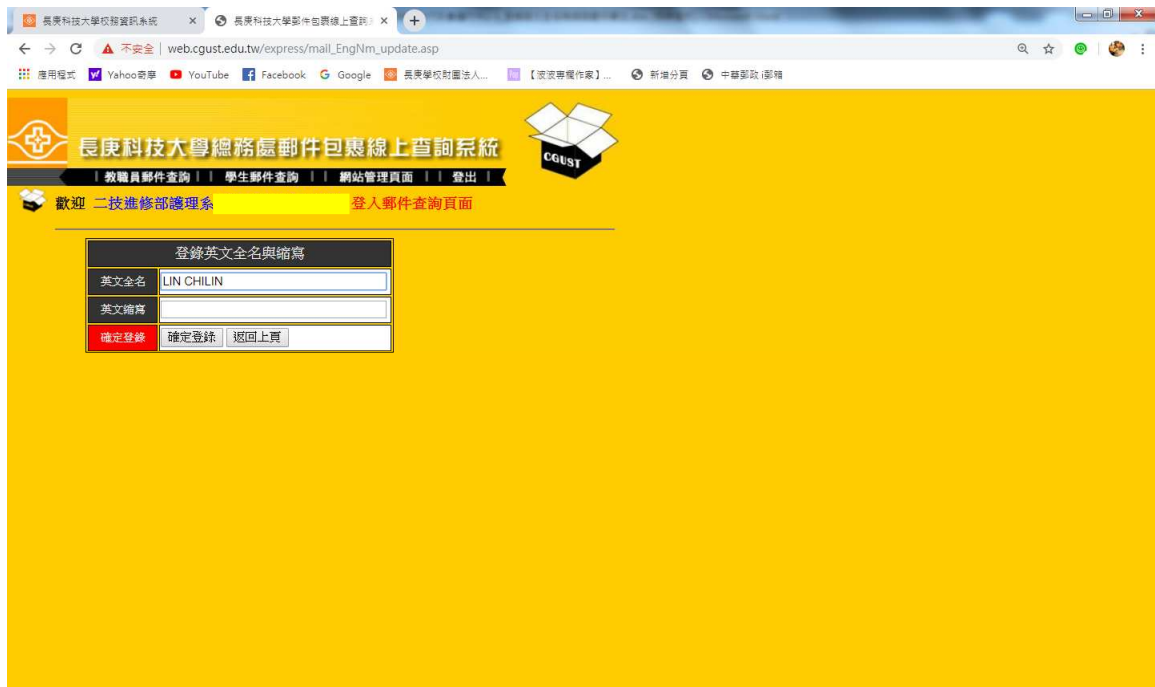 長庚科技大學校務資訊系統
長庚科技大學郵件包裹線上查詢
不安全 | web.cgust.edu.tw/express/mail_EngNm_update.asp
應用程式 Yahoo奇摩 YouTube Facebook Google 長庚學校財團法人... 【波波專欄作家】... 新增分頁 中華郵政
長庚科技大學總務處郵件包裹線上查詢系統
CGUST
| 教職員郵件查詢 | | 學生郵件查詢 | | 網站管理頁面 | | 登出 |
歡迎 二技進修部護理系 登入郵件查詢頁面
登錄英文全名與縮寫
英文全名 LIN CHILIN
英文縮寫
確定登錄 確定登錄 返回上頁